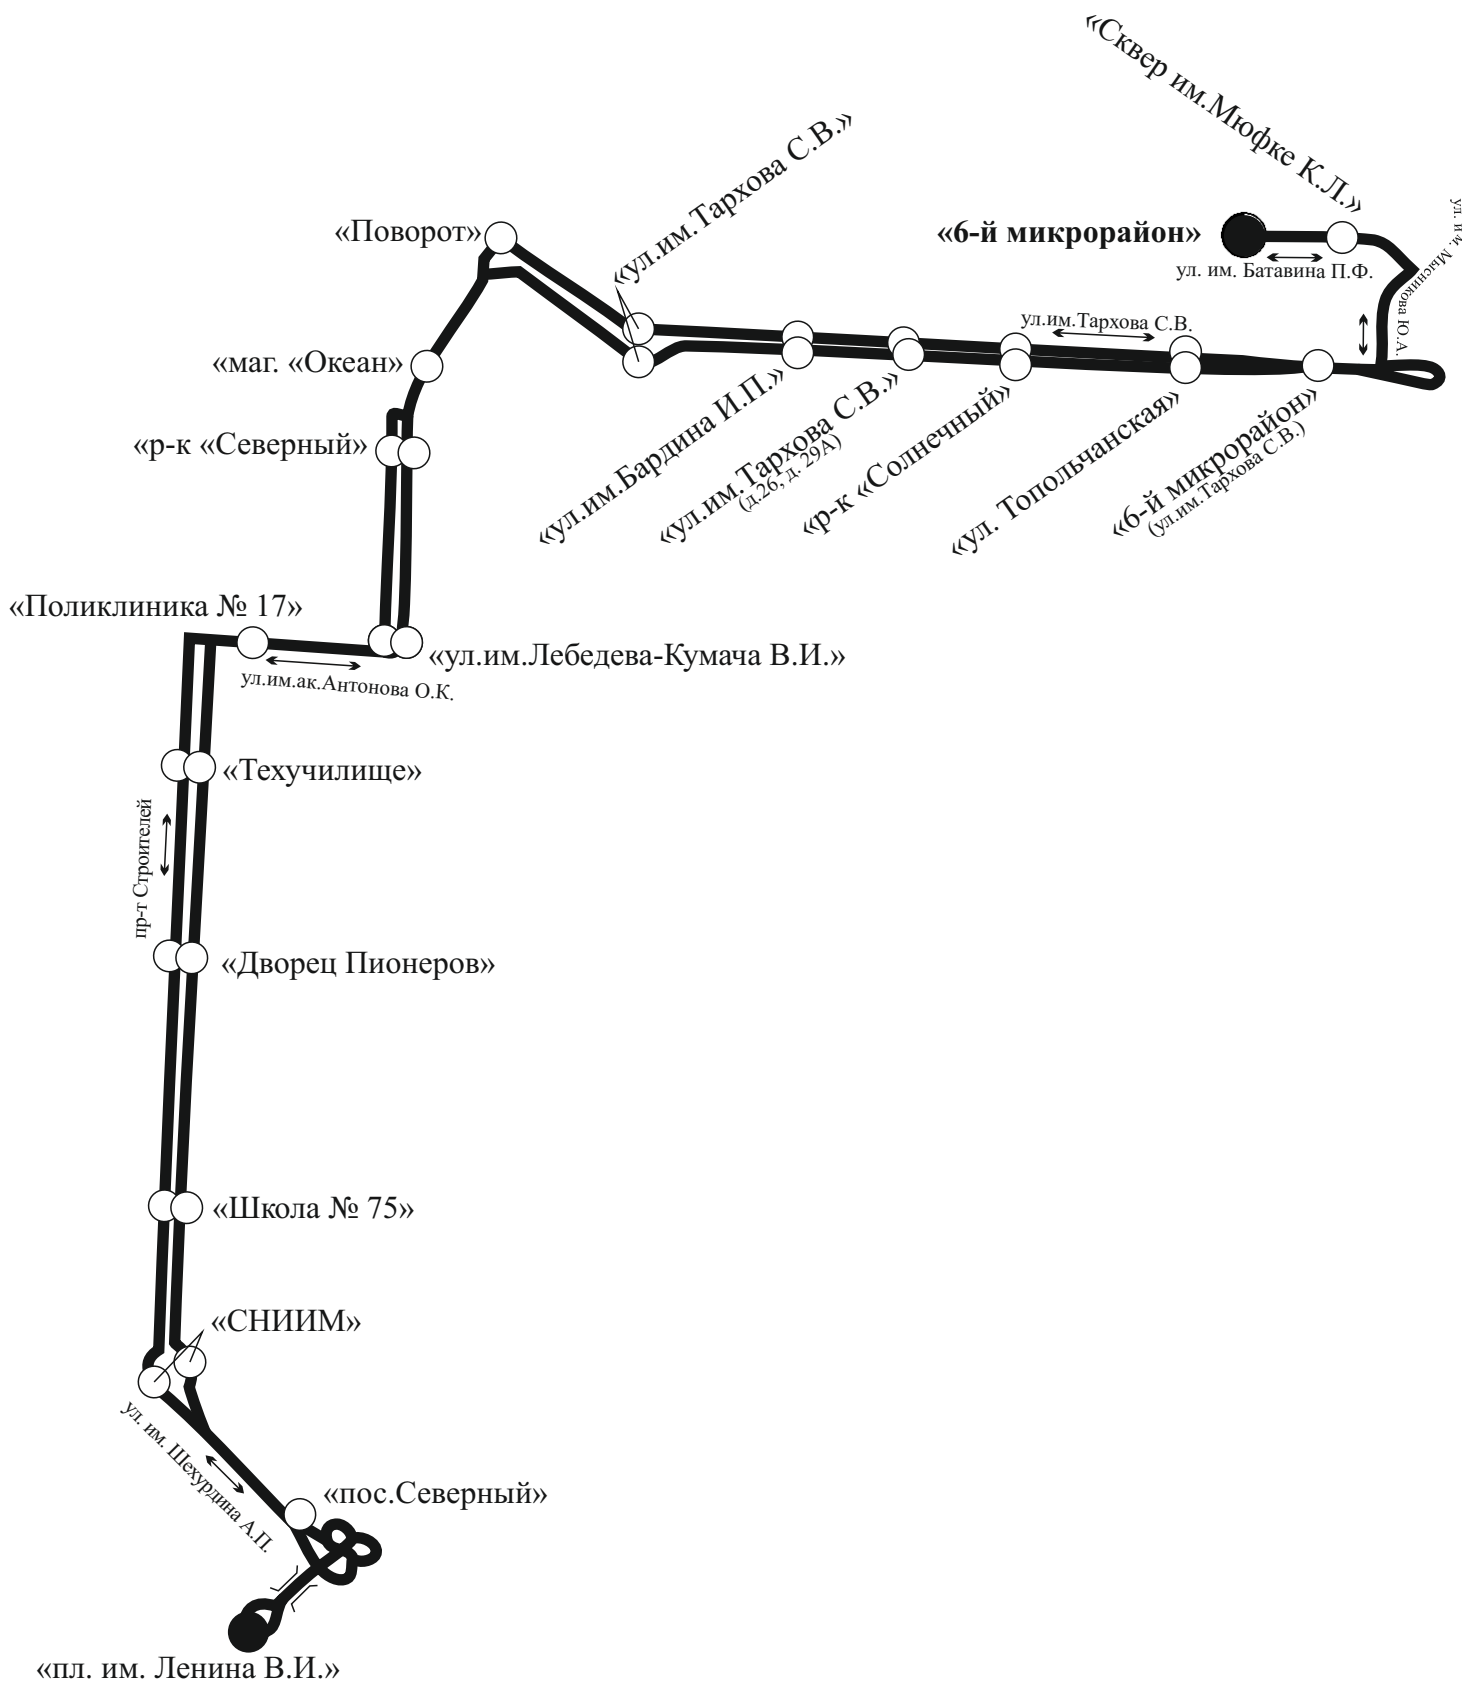 «Сквер им.Мюфке К.Л.»
«ул.им.Тархова С.В.»
«Поворот»
«6-й микрорайон»
ул. им. Батавина П.Ф.
ул. им. Мысникова Ю.А.
ул.им.Тархова С.В.
«маг. «Океан»
«р-к «Северный»
«ул.им.Бардина И.П.»
«ул.им.Тархова С.В.»
(д.26, д. 29А)
«р-к «Солнечный»
«ул. Топольчанская»
«6-й микрорайон»
(ул.им.Тархова С.В.)
«Поликлиника № 17»
«ул.им.Лебедева-Кумача В.И.»
ул.им.ак.Антонова О.К.
«Техучилище»
пр-т Строителей
«Дворец Пионеров»
«Школа № 75»
«СНИИМ»
ул. им. Шехурдина А.П.
«пос.Северный»
«пл. им. Ленина В.И.»